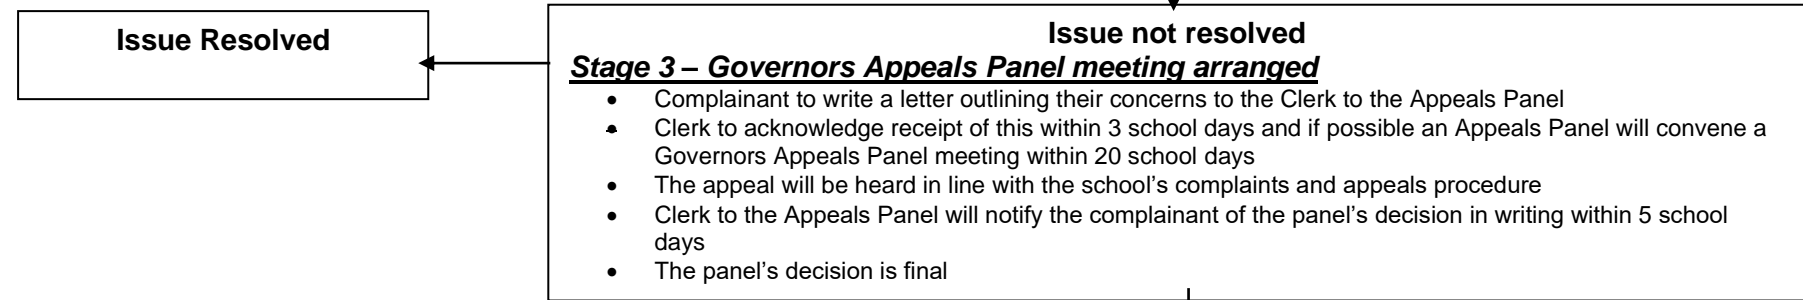 Issue Resolved
Issue not resolved
Stage 3 – Governors Appeals Panel meeting arranged
• Complainant to write a letter outlining their concerns to the Clerk to the Appeals Panel
• Clerk to acknowledge receipt of this within 3 school days and if possible an Appeals Panel will convene a
Governors Appeals Panel meeting within 20 school days
• The appeal will be heard in line with the school’s complaints and appeals procedure
• Clerk to the Appeals Panel will notify the complainant of the panel’s decision in writing within 5 school
days
• The panel’s decision is final